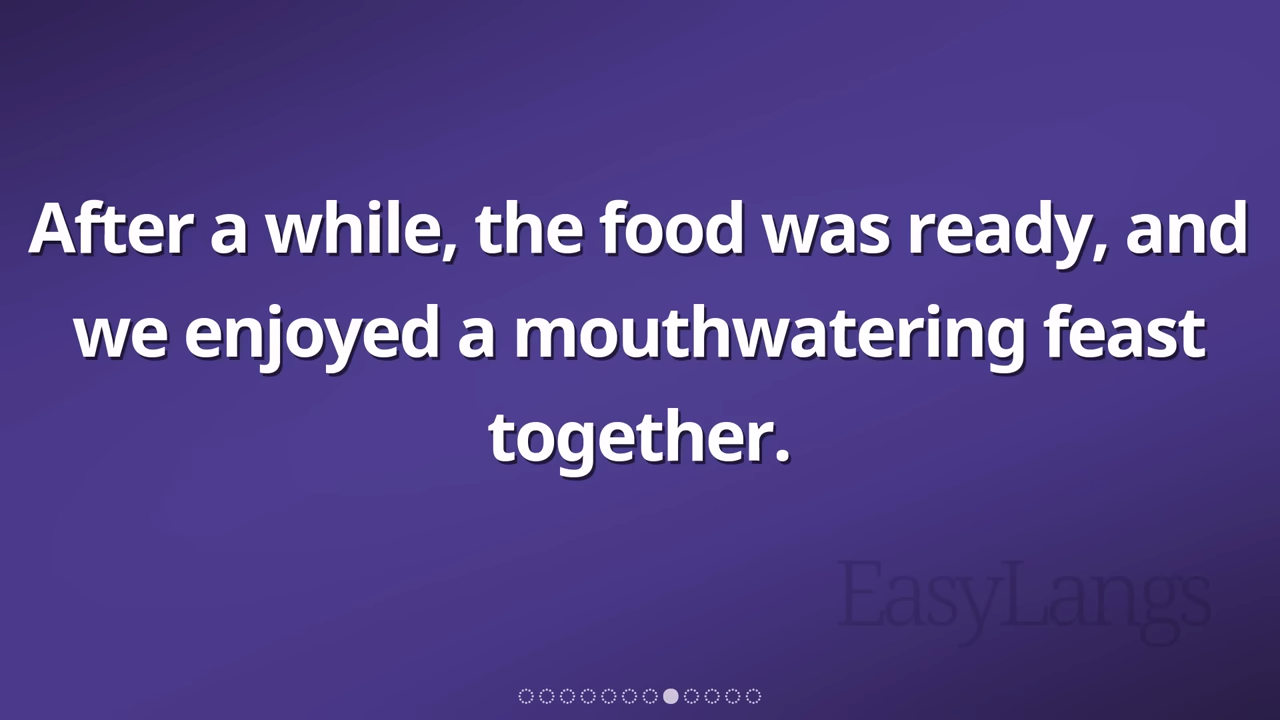 After a while, the food was ready, and
we enjoyed a mouthwatering feast
together.
EasyLangs